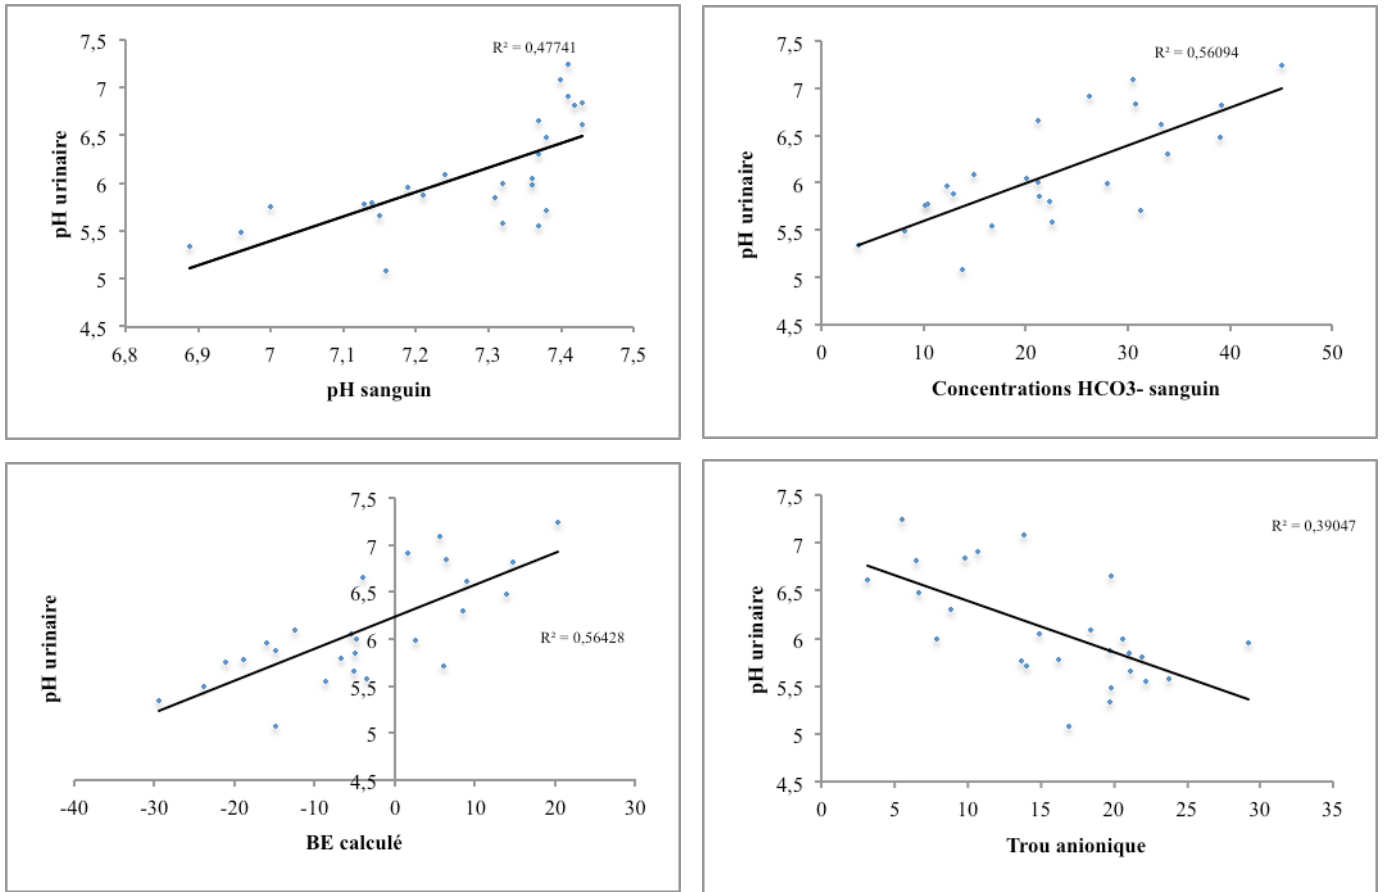 R² = 0,47741
7,5
7
6,5
6
5,5
5
4,5
pH urinaire
6,8 6,9 7 7,1 7,2 7,3 7,4 7,5
pH sanguin
R² = 0,56094
7,5
7
6,5
6
5,5
5
4,5
pH urinaire
0 10 20 30 40 50
Concentrations HCO3- sanguin
7,5
7
6,5
6
5,5
5
4,5
R² = 0,56428
pH urinaire
-40 -30 -20 -10 0 10 20 30
BE calculé
R² = 0,39047
7,5
7
6,5
6
5,5
5
4,5
pH urinaire
0 5 10 15 20 25 30 35
Trou anionique